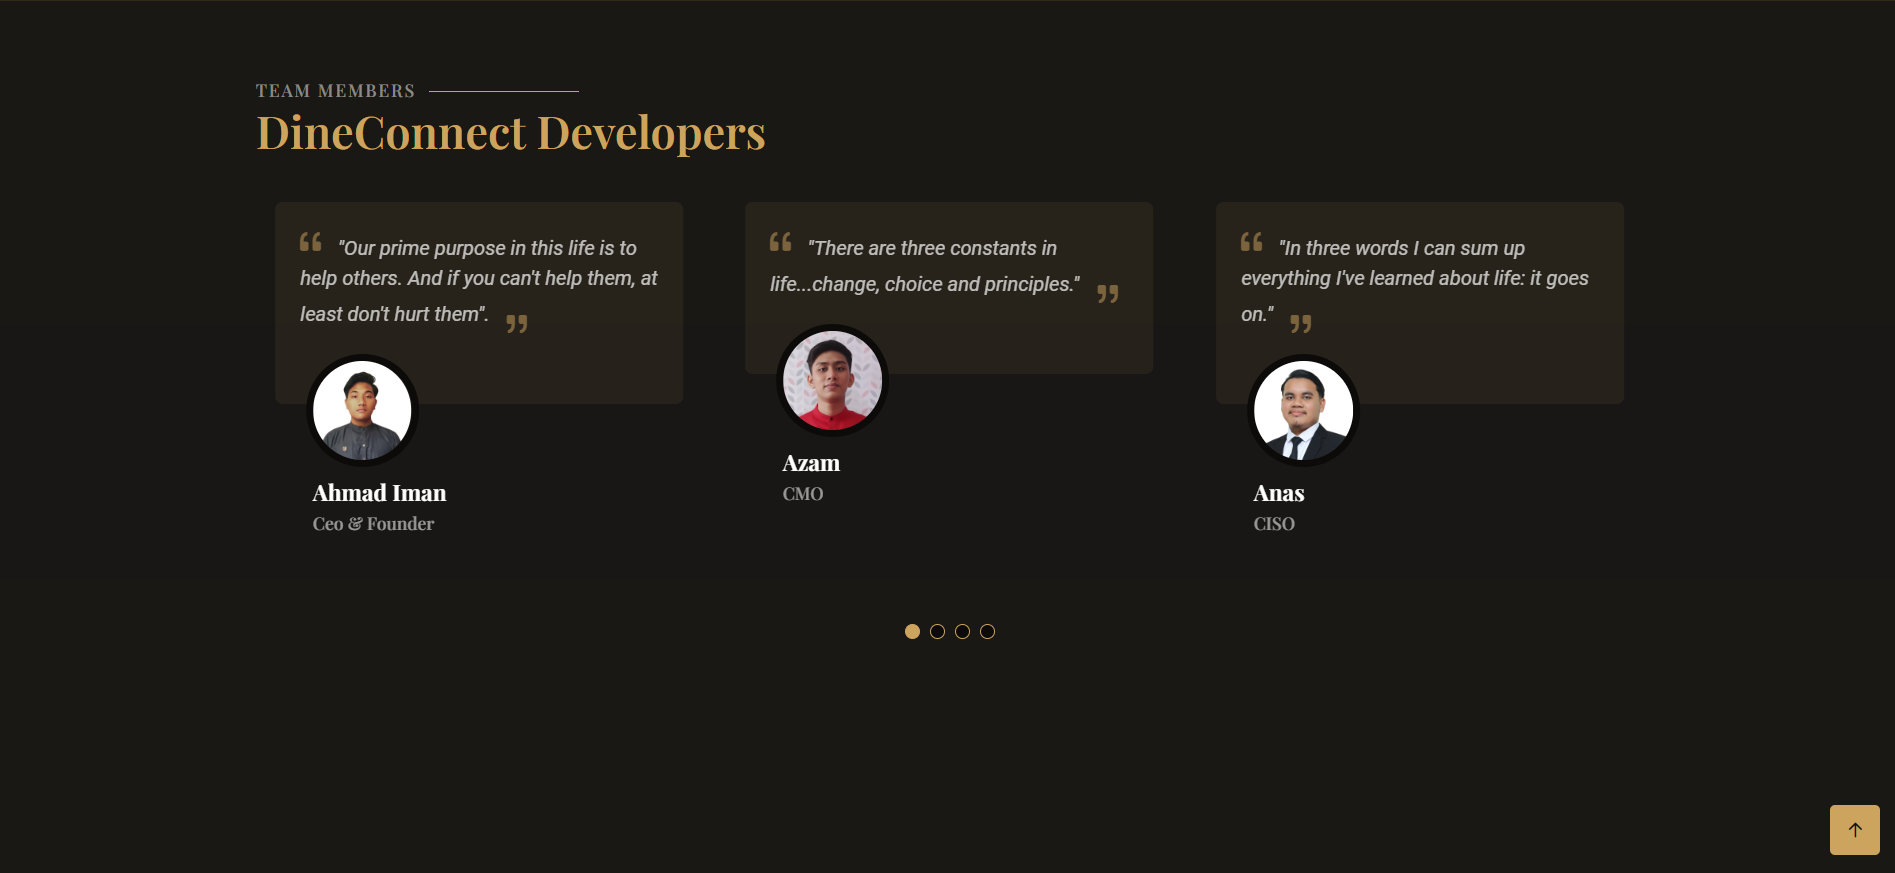 TEAM MEMBERS
DineConnect Developers
“ "Our prime purpose in this life is to
help others. And if you can't help them, at
least don't hurt them". ”
Ahmad Iman
Ceo & Founder
“ "There are three constants in
life...change, choice and principles." ”
Azam
CMO
“ "In three words I can sum up
everything I've learned about life: it goes
on." ”
Anas
CISO